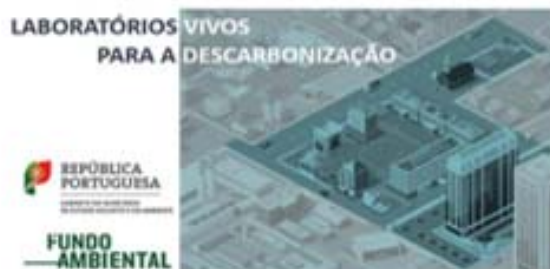 LABORATÓRIOS VIVOS
PARA A DESCARBONIZAÇÃO
REPÚBLICA
PORTUGUESA
FUNDO
AMBIENTAL